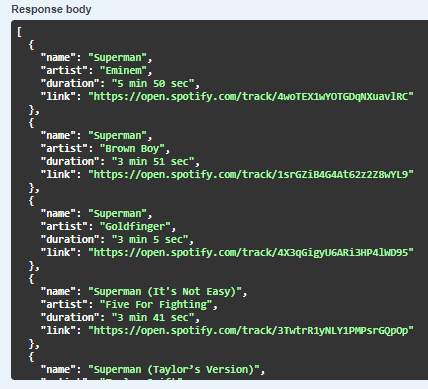 Response body
[
  {
    "name": "Superman",
    "artist": "Eminem",
    "duration": "5 min 50 sec",
    "link": "https://open.spotify.com/track/4woTEX1wYOTGDqNXuavlRC"
  },
  {
    "name": "Superman",
    "artist": "Brown Boy",
    "duration": "3 min 51 sec",
    "link": "https://open.spotify.com/track/1srGZiB4G4At62z2Z8wYL9"
  },
  {
    "name": "Superman",
    "artist": "Goldfinger",
    "duration": "3 min 5 sec",
    "link": "https://open.spotify.com/track/4X3qGigyU6ARi3HP4lWD95"
  },
  {
    "name": "Superman (It's Not Easy)",
    "artist": "Five For Fighting",
    "duration": "3 min 41 sec",
    "link": "https://open.spotify.com/track/3TwtrR1yNLY1PMPsrGQpOp"
  },
  {
    "name": "Superman (Taylor’s Version)",